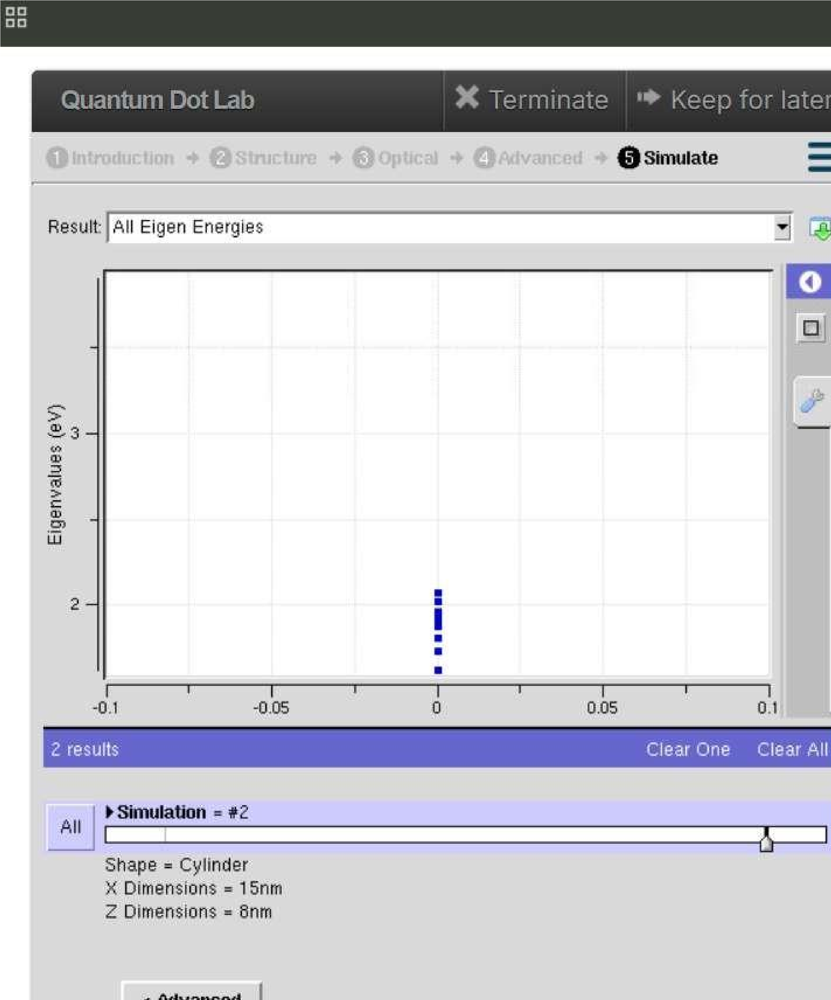 Quantum Dot Lab Terminate Keep for later
1 Introduction 2 Structure 3 Optical 4 Advanced 5 Simulate
Result: All Eigen Energies
Eigenvalues (eV)
3
2
-0.1 -0.05 0 0.05 0.1
2 results Clear One Clear All
All
Simulation = #2
Shape = Cylinder
X Dimensions = 15nm
Z Dimensions = 8nm
Advanced